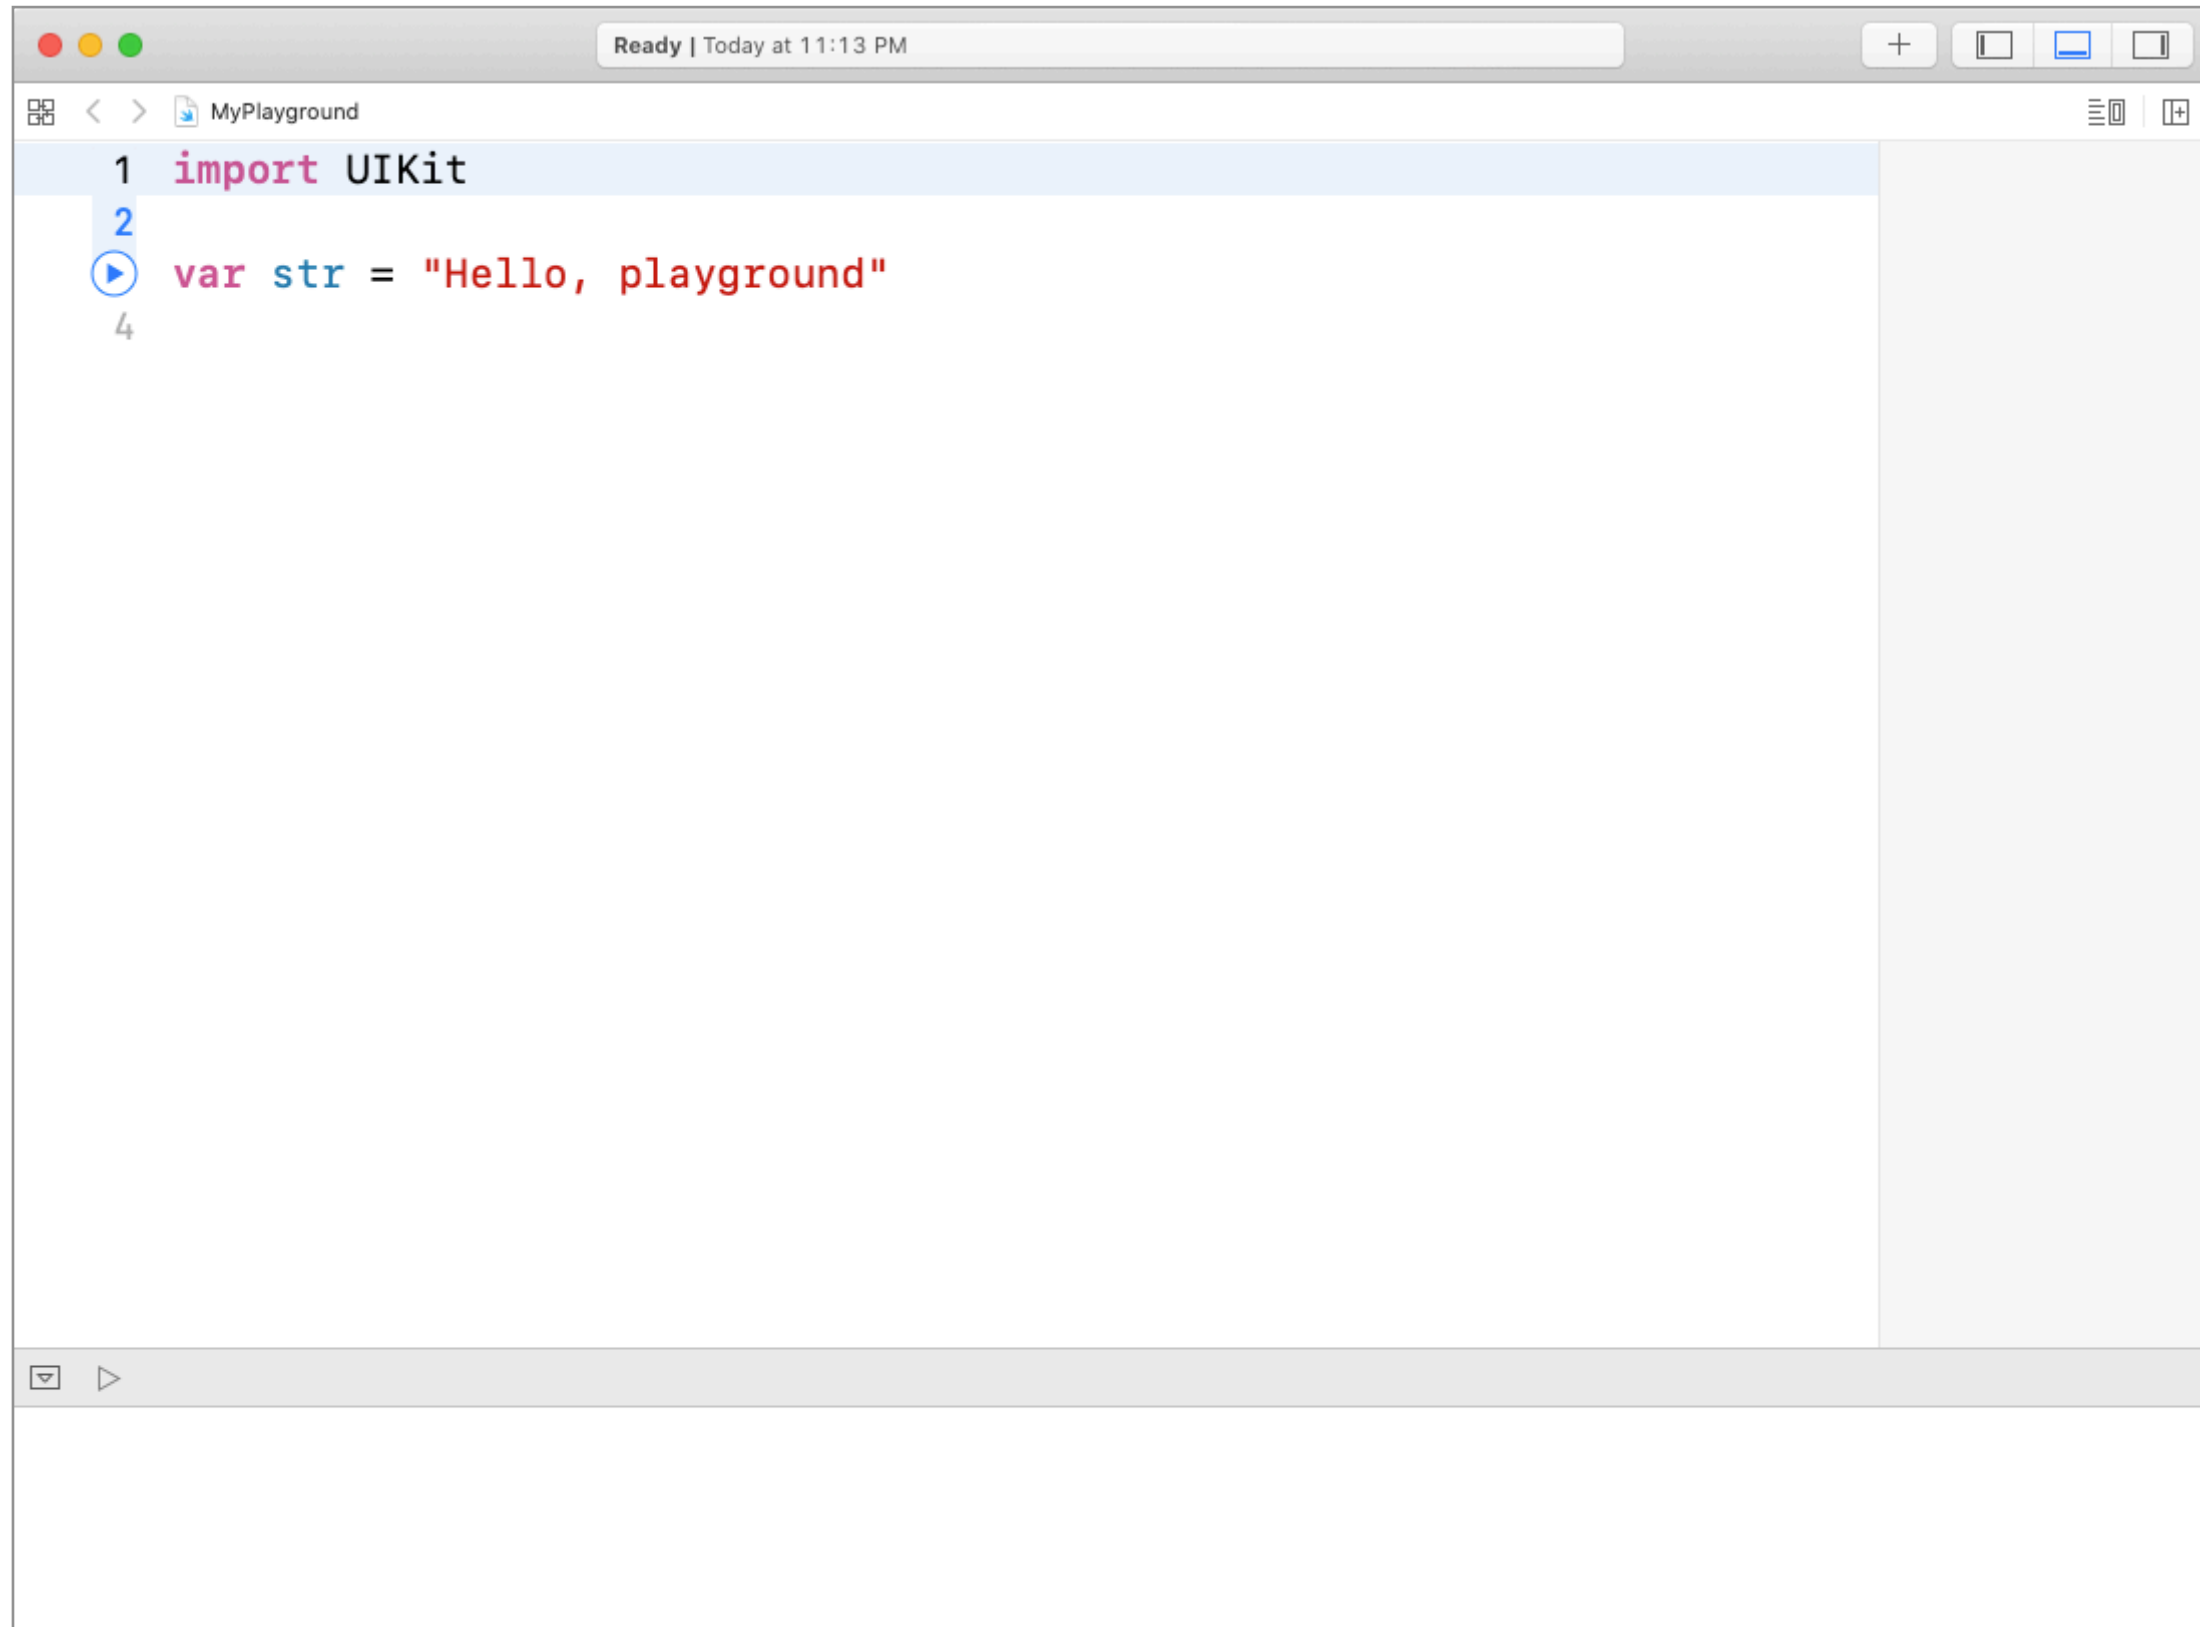 Ready | Today at 11:13 PM
MyPlayground
1 import UIKit
2
var str = "Hello, playground"
4